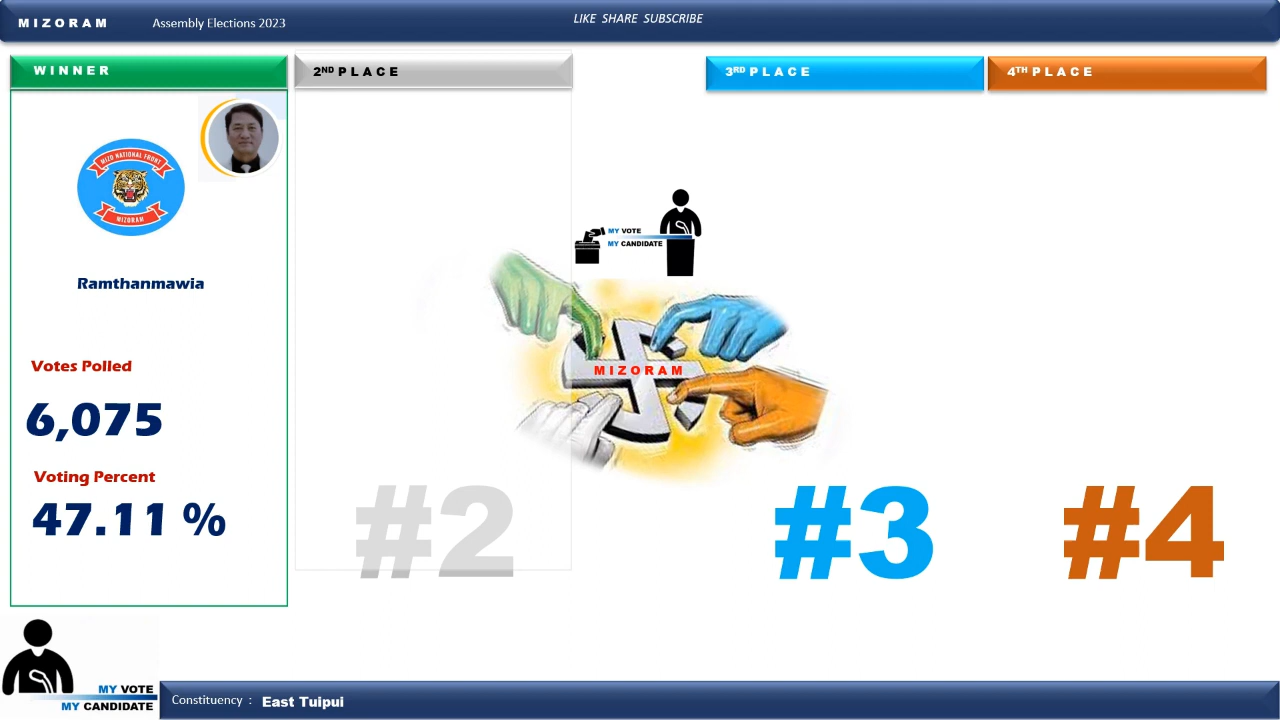 MIZORAM Assembly Elections 2023
LIKE SHARE SUBSCRIBE
WINNER
2ND PLACE
3RD PLACE
4TH PLACE
MIZO NATIONAL FRONT
MIZORAM
Ramthanmawia
Votes Polled
6,075
Voting Percent
47.11 %
MY VOTE
MY CANDIDATE
MIZORAM
#2
#3
#4
MY VOTE
MY CANDIDATE
Constituency : East Tuipui